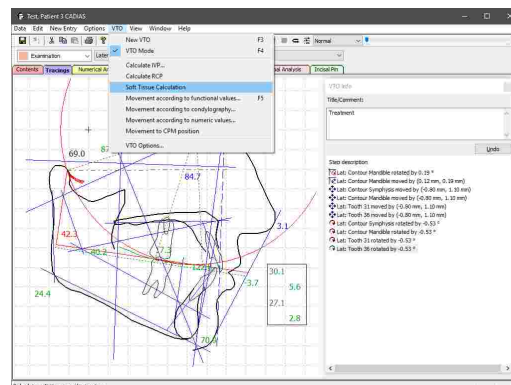 Test, Patient 3 CADIAS
Data Edit New Entry Options VTO View Window Help
Normal
Examination
Later
Contents Tracings Numerical An
sal Analysis Incisal Pin
New VTO F3
VTO Mode F4
Calculate IVP...
Calculate RCP
Soft Tissue Calculation
Movement according to functional values... F5
Movement according to condylography...
Movement according to numeric values...
Movement to CPM position
VTO Options...
VTO Info
Title/Comment:
Treatment
Undo
Step description
Lat: Contour Mandible rotated by 0.19 °
Lat: Contour Mandible moved by (0.12 mm, 0.19 mm)
Lat: Contour Symphysis moved by (-0.80 mm, 1.10 mm)
Lat: Contour Mandible moved by (-0.80 mm, 1.10 mm)
Lat: Tooth 31 moved by (-0.80 mm, 1.10 mm)
Lat: Tooth 36 moved by (-0.80 mm, 1.10 mm)
Lat: Contour Symphysis rotated by -0.53 °
Lat: Contour Mandible rotated by -0.53 °
Lat: Tooth 31 rotated by -0.53 °
Lat: Tooth 36 rotated by -0.53 °
69.0
87
84.7
3.1
42.3
40.2
7.3
-3.7
24.4
30.1
5.6
27.1
2.8